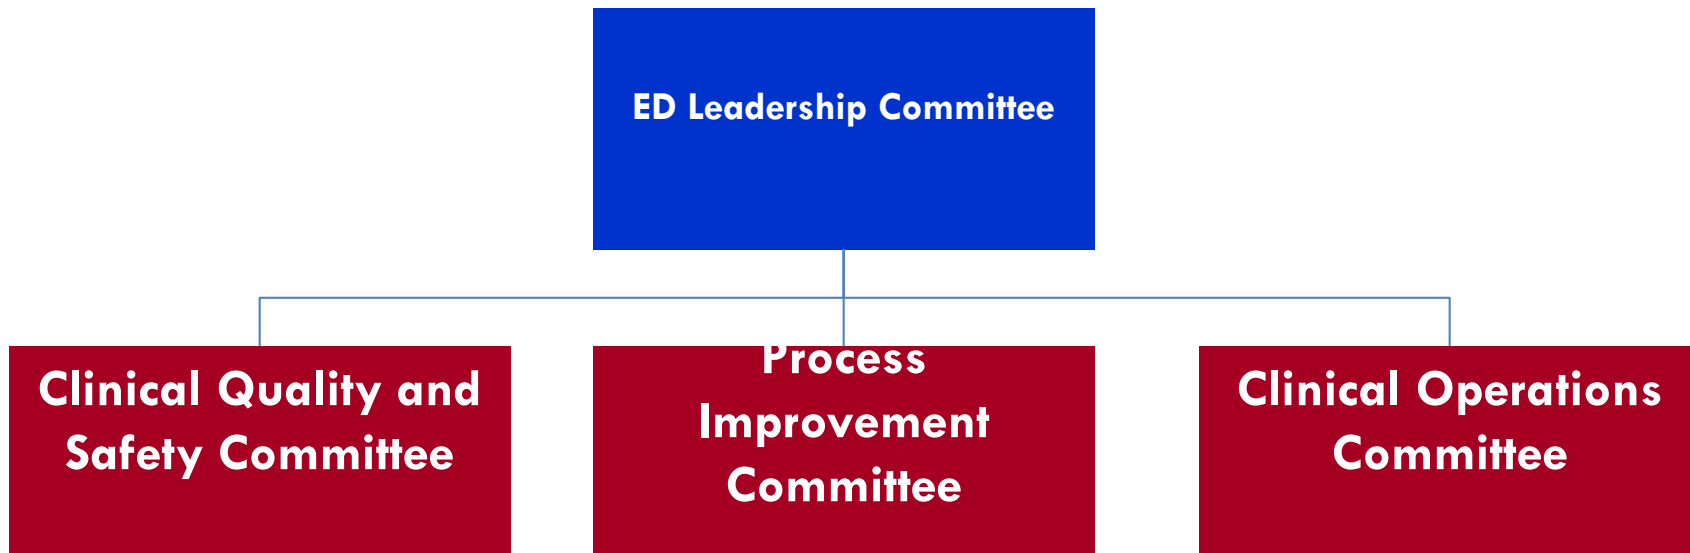 ED Leadership Committee
Clinical Quality and
Safety Committee
Process
Improvement
Committee
Clinical Operations
Committee